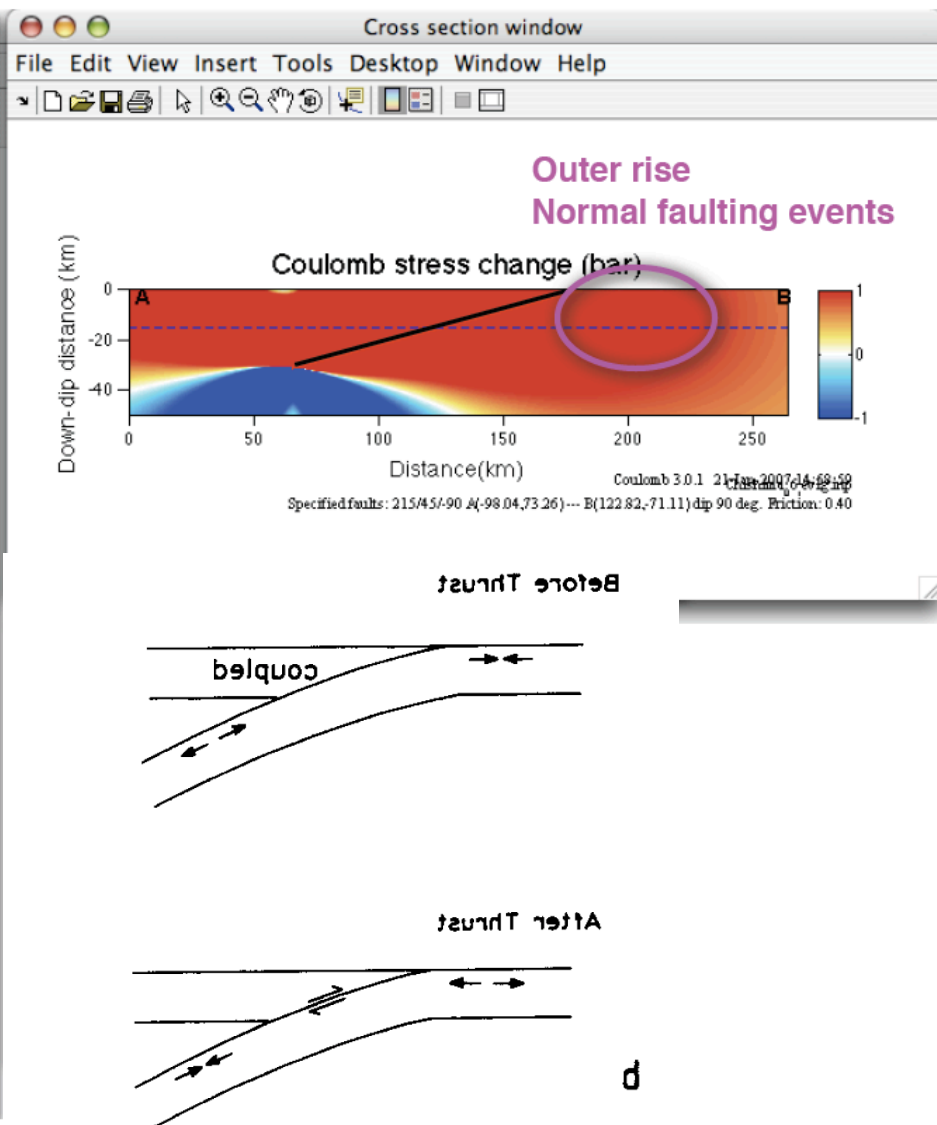 Cross section window
File Edit View Insert Tools Desktop Window Help
Outer rise
Normal faulting events
Coulomb stress change (bar)
Down-dip distance (km)
0
-20
-40
A
B
1
0
-1
0 50 100 150 200 250
Distance(km)
Coulomb 3.0.1 21-Jan-2007
Specified faults: 215/45/-90 A(-98.04,73.26)--- B(122.82,-71.11) dip 90 deg. Friction: 0.40
Before Thrust
coupled
After Thrust
b